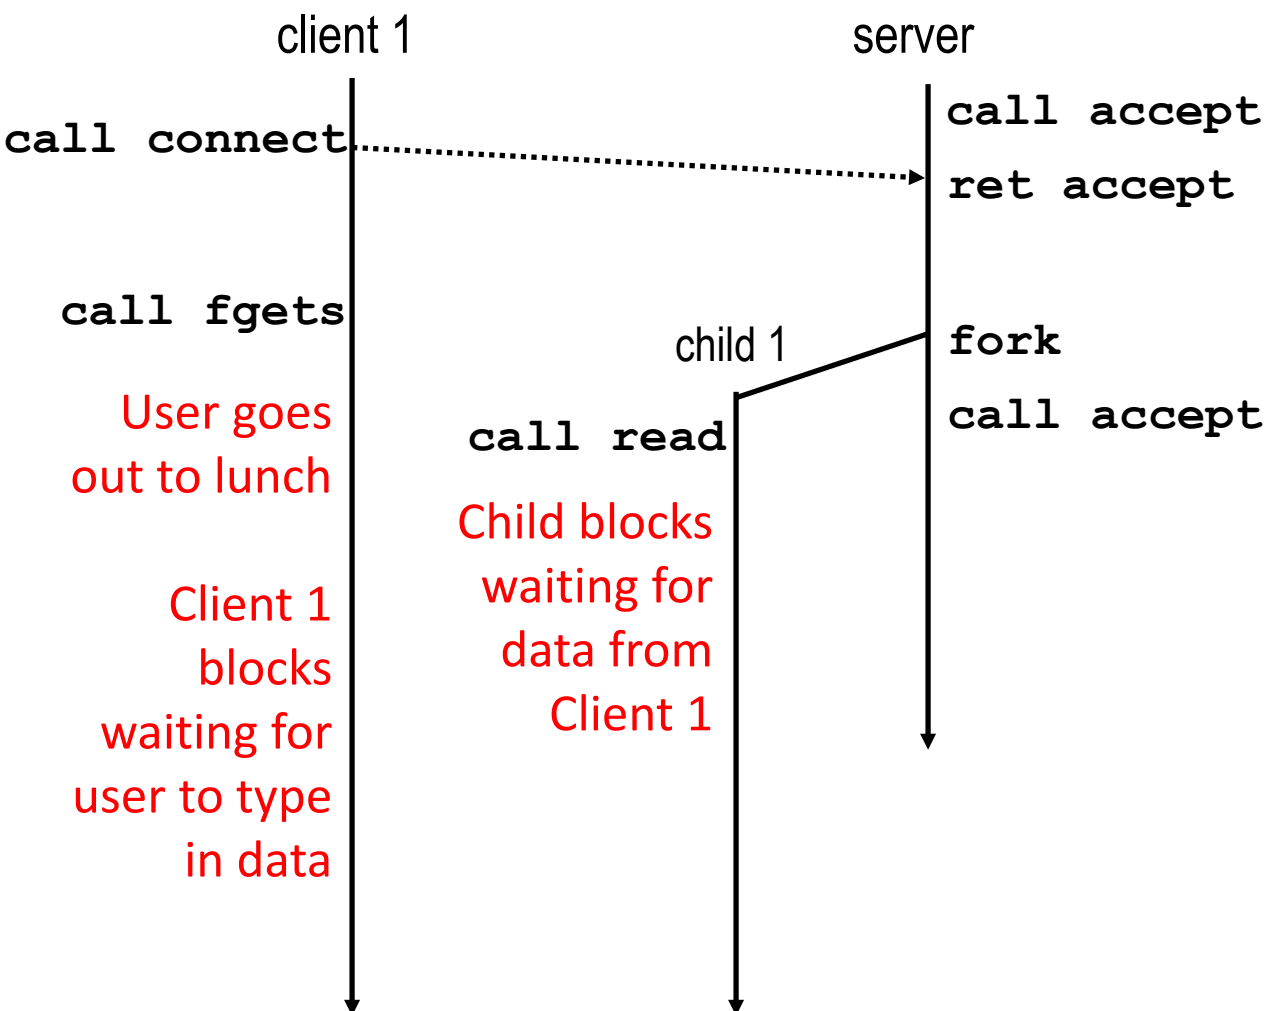 client 1
server
call connect
call accept
ret accept
call fgets
child 1
fork
call accept
User goes
out to lunch
call read
Child blocks
waiting for
data from
Client 1
Client 1
blocks
waiting for
user to type
in data